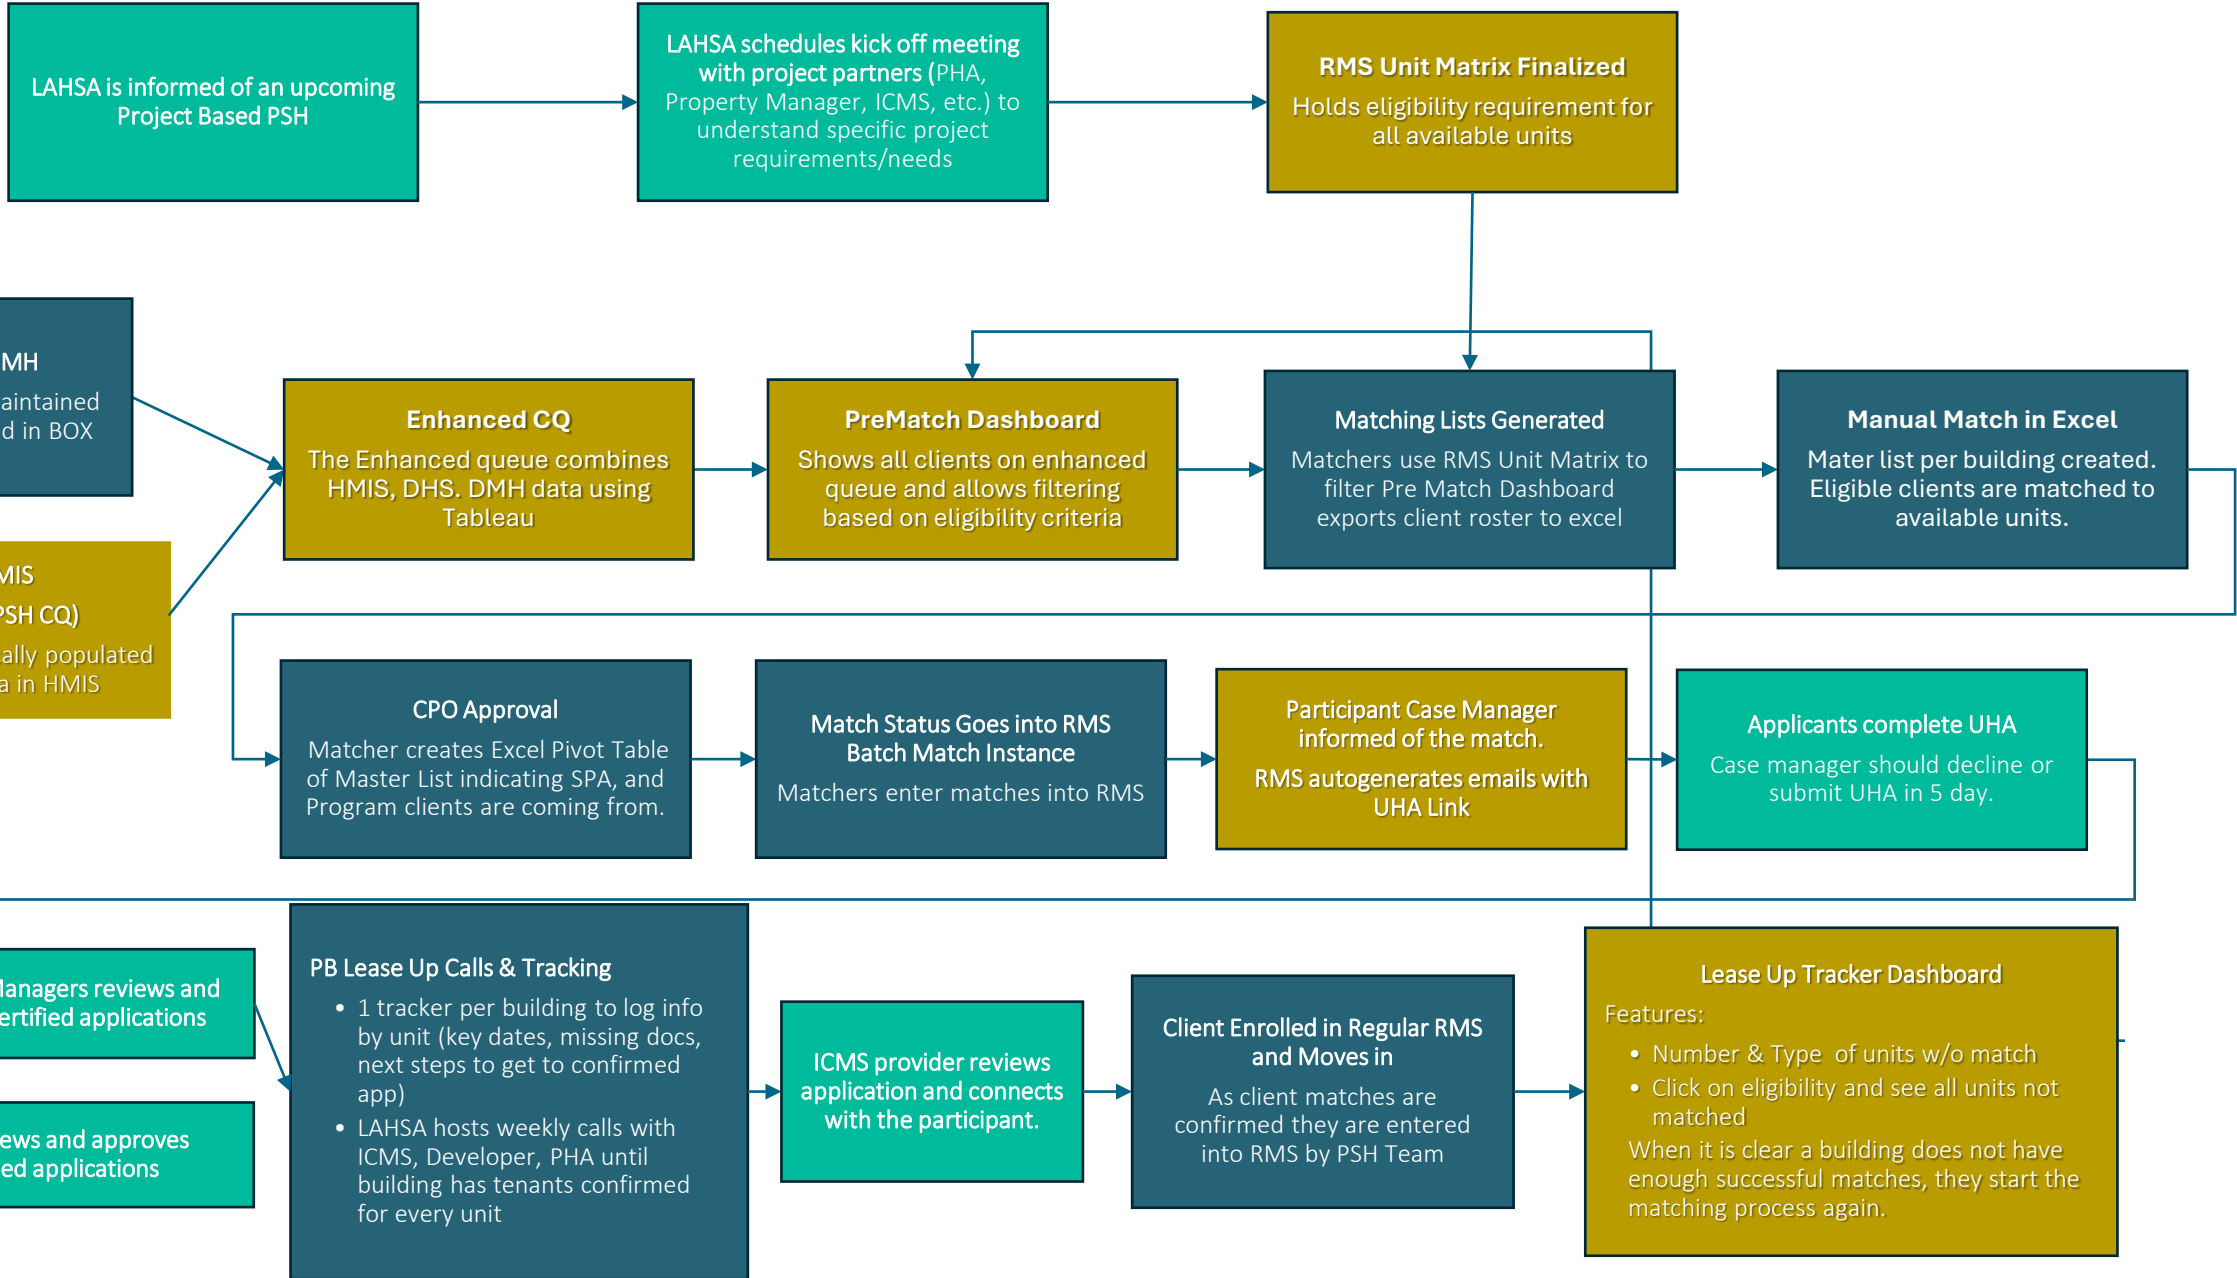 LAHSA is informed of an upcoming
Project Based PSH
LAHSA schedules kick off meeting
with project partners (PHA,
Property Manager, ICMS, etc.) to
understand specific project
requirements/needs
RMS Unit Matrix Finalized
Holds eligibility requirement for
all available units
MH
aintained
d in BOX
MIS
PSH CQ)
ally populated
a in HMIS
Enhanced CQ
The Enhanced queue combines
HMIS, DHS. DMH data using
Tableau
PreMatch Dashboard
Shows all clients on enhanced
queue and allows filtering
based on eligibility criteria
Matching Lists Generated
Matchers use RMS Unit Matrix to
filter Pre Match Dashboard
exports client roster to excel
Manual Match in Excel
Mater list per building created.
Eligible clients are matched to
available units.
CPO Approval
Matcher creates Excel Pivot Table
of Master List indicating SPA, and
Program clients are coming from.
Match Status Goes into RMS
Batch Match Instance
Matchers enter matches into RMS
Participant Case Manager
informed of the match.
RMS autogenerates emails with
UHA Link
Applicants complete UHA
Case manager should decline or
submit UHA in 5 day.
Managers reviews and
ertified applications
ews and approves
ed applications
PB Lease Up Calls & Tracking
• 1 tracker per building to log info
by unit (key dates, missing docs,
next steps to get to confirmed
app)
• LAHSA hosts weekly calls with
ICMS, Developer, PHA until
building has tenants confirmed
for every unit
ICMS provider reviews
application and connects
with the participant.
Client Enrolled in Regular RMS
and Moves in
As client matches are
confirmed they are entered
into RMS by PSH Team
Lease Up Tracker Dashboard
Features:
• Number & Type of units w/o match
• Click on eligibility and see all units not
matched
When it is clear a building does not have
enough successful matches, they start the
matching process again.